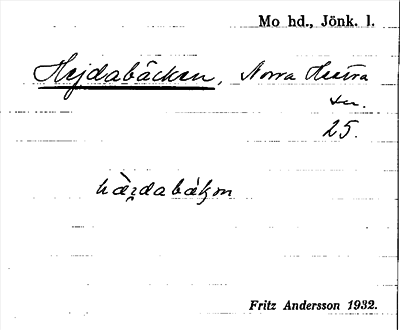 Mo hd., Jönk. l.
Hejdabäcken, Norra Hestra
sn.
25.
Fritz Andersson 1932.